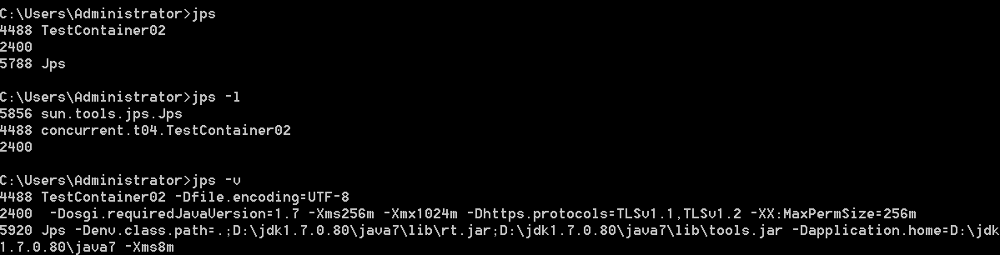 C:\Users\Administrator>jps
4488 TestContainer02
2400
5788 Jps
C:\Users\Administrator>jps -l
5856 sun.tools.jps.Jps
4488 concurrent.t04.TestContainer02
2400
C:\Users\Administrator>jps -v
4488 TestContainer02 -Dfile.encoding=UTF-8
2400  -Dosgi.requiredJavaVersion=1.7 -Xms256m -Xmx1024m -Dhttps.protocols=TLSv1.1,TLSv1.2 -XX:MaxPermSize=256m
5920 Jps -Denv.class.path=.;D:\jdk1.7.0.80\java7\lib\rt.jar;D:\jdk1.7.0.80\java7\lib\tools.jar -Dapplication.home=D:\jdk
1.7.0.80\java7 -Xms8m